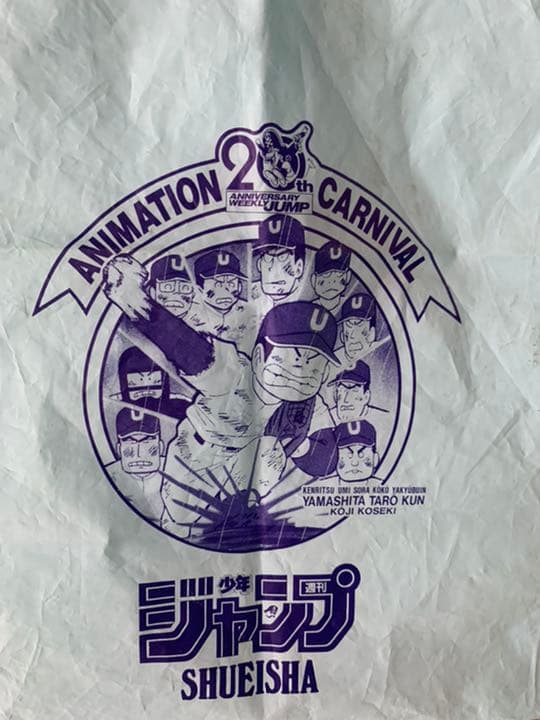 20th
ANNIVERSARY
WEEKLY JUMP
ANIMATION CARNIVAL
U
U
U
U
U
U
U
U
KENRITSU UMI SORA KOKO YAKYUBUIN
YAMASHITA TARO KUN
KOJI KOSEKI
週刊
少年
ジャンプ
SHUEISHA